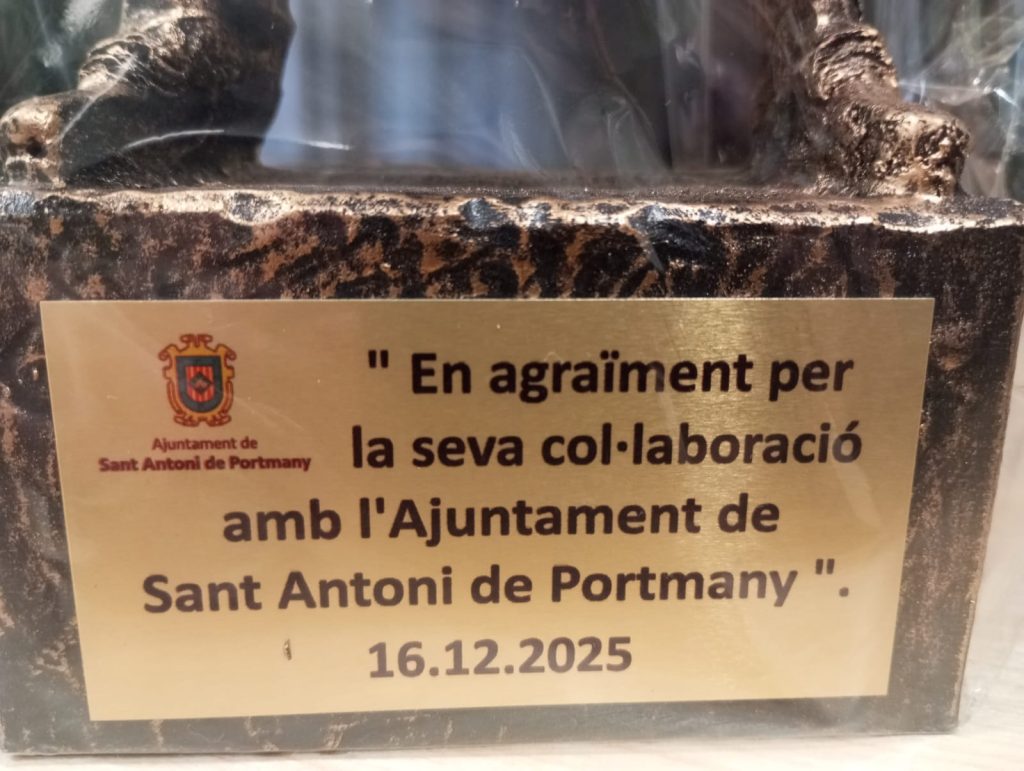 Ajuntament de
Sant Antoni de Portmany
" En agraïment per
la seva col·laboració
amb l'Ajuntament de
Sant Antoni de Portmany ".
16.12.2025